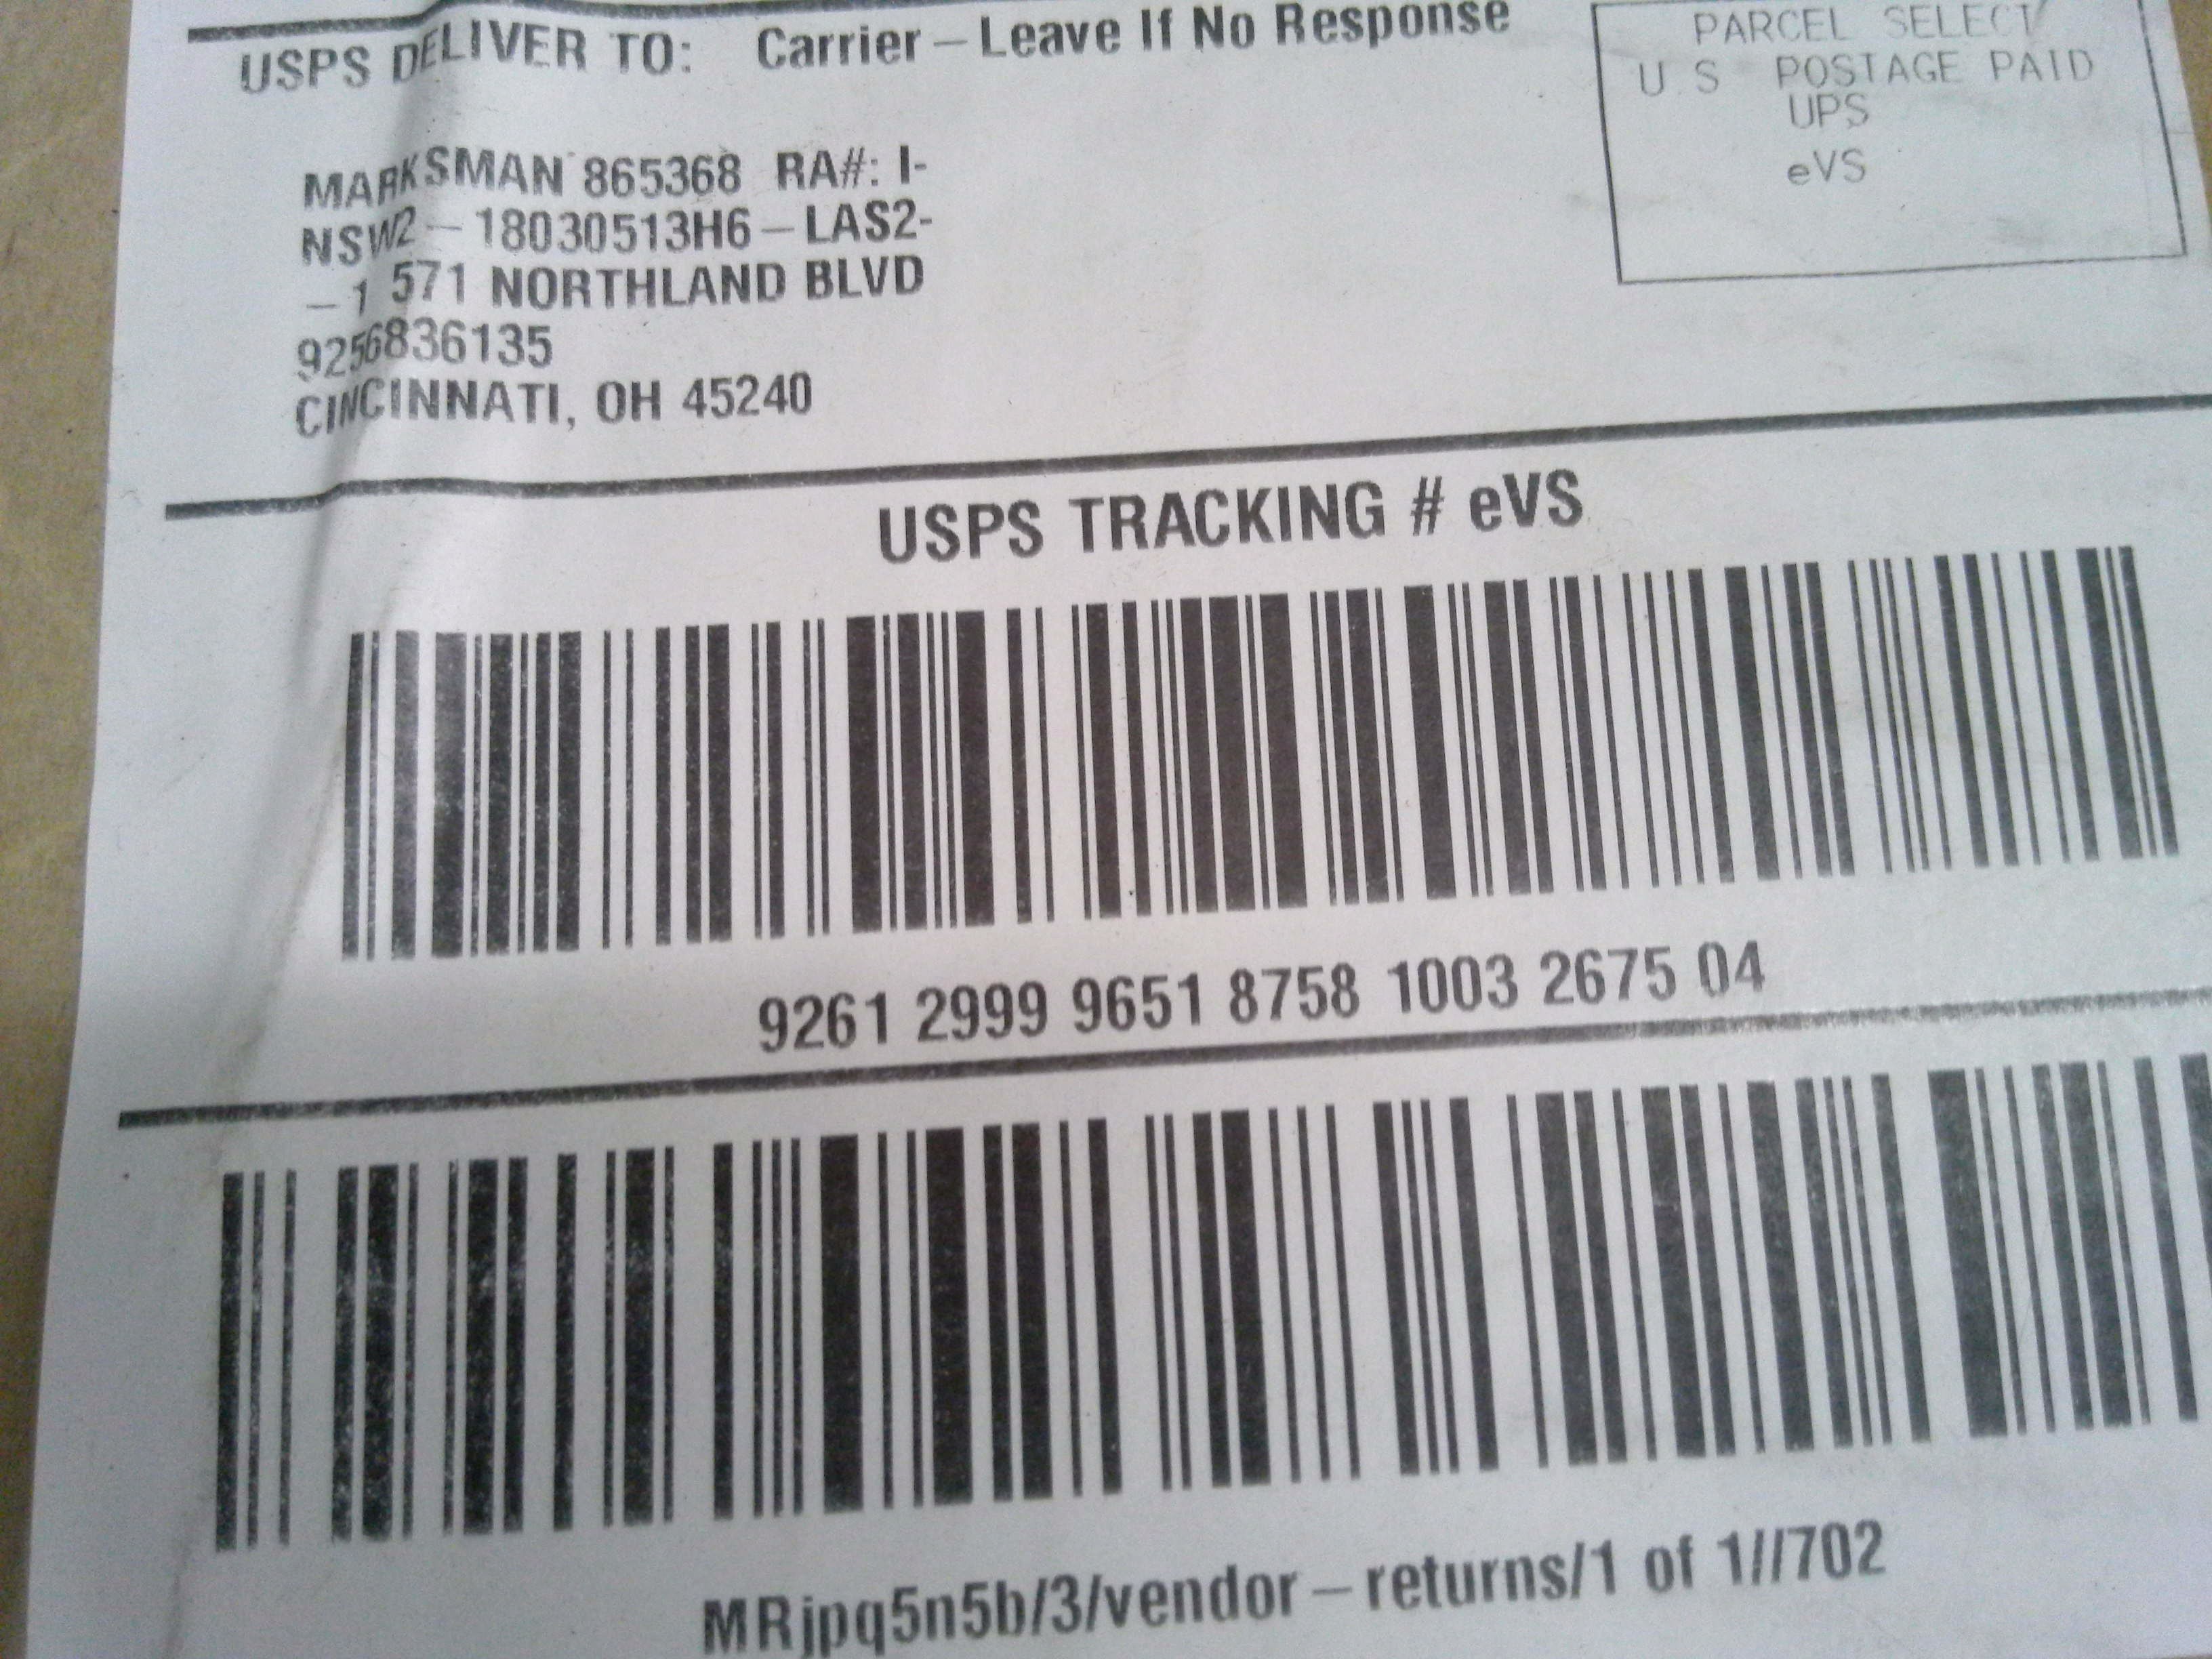 USPS DELIVER TO: Carrier – Leave If No Response
PARCEL SELECT
U S POSTAGE PAID
UPS
eVS
MARKSMAN 865368 RA#: I-
NSW2 – 18030513H6 – LAS2-
– 1 571 NORTHLAND BLVD
9256836135
CINCINNATI, OH 45240
USPS TRACKING # eVS
9261 2999 9651 8758 1003 2675 04
MRjpq5n5b/3/vendor – returns/1 of 1//702